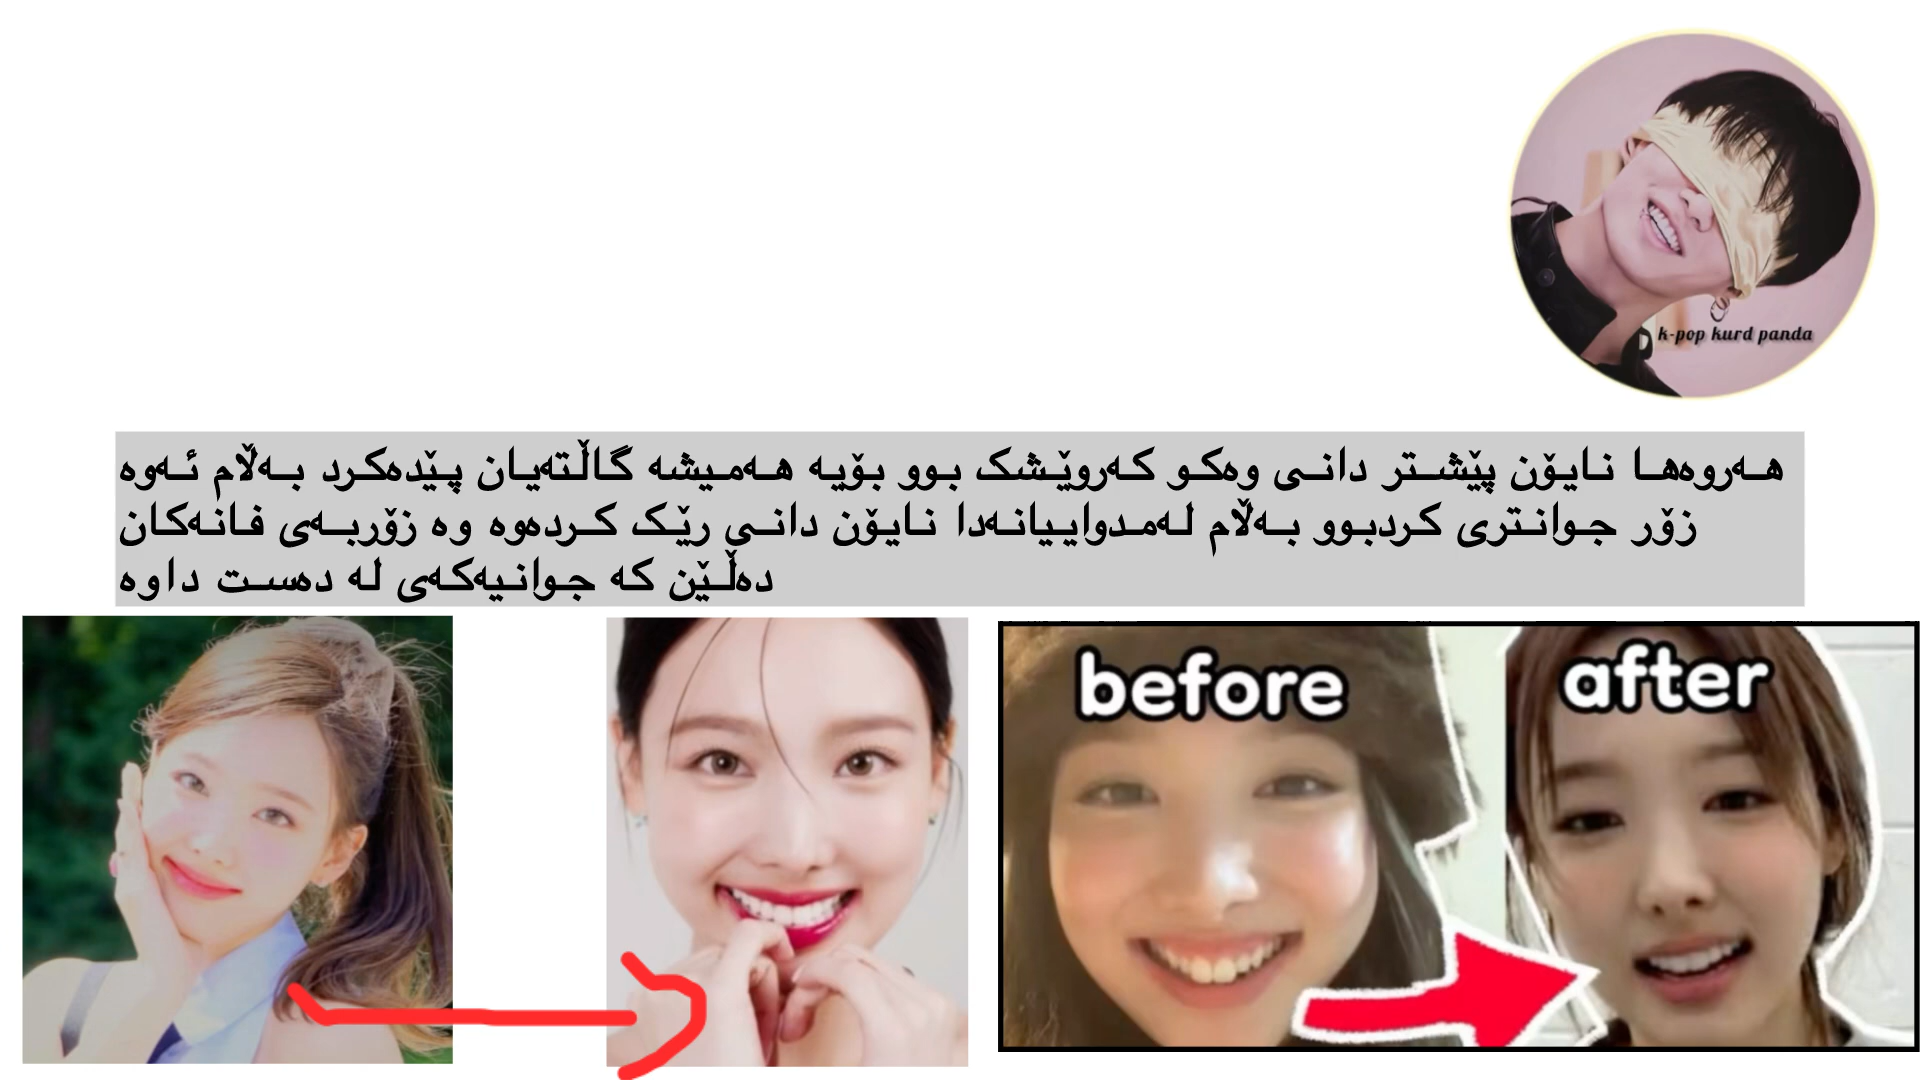 k-pop kurd panda
هەروەها نایۆن پێشتر دانی وەکو کەروێشک بوو بۆیە هەمیشە گاڵتەیان پێدەکرد بەڵام ئەوە
زۆر جوانتری کردبوو بەڵام لەمدواییانەدا نایۆن دانی رێک کردەوە وە زۆربەی فانەکان
دەڵێن کە جوانیەکەی لە دەست داوە
before
after